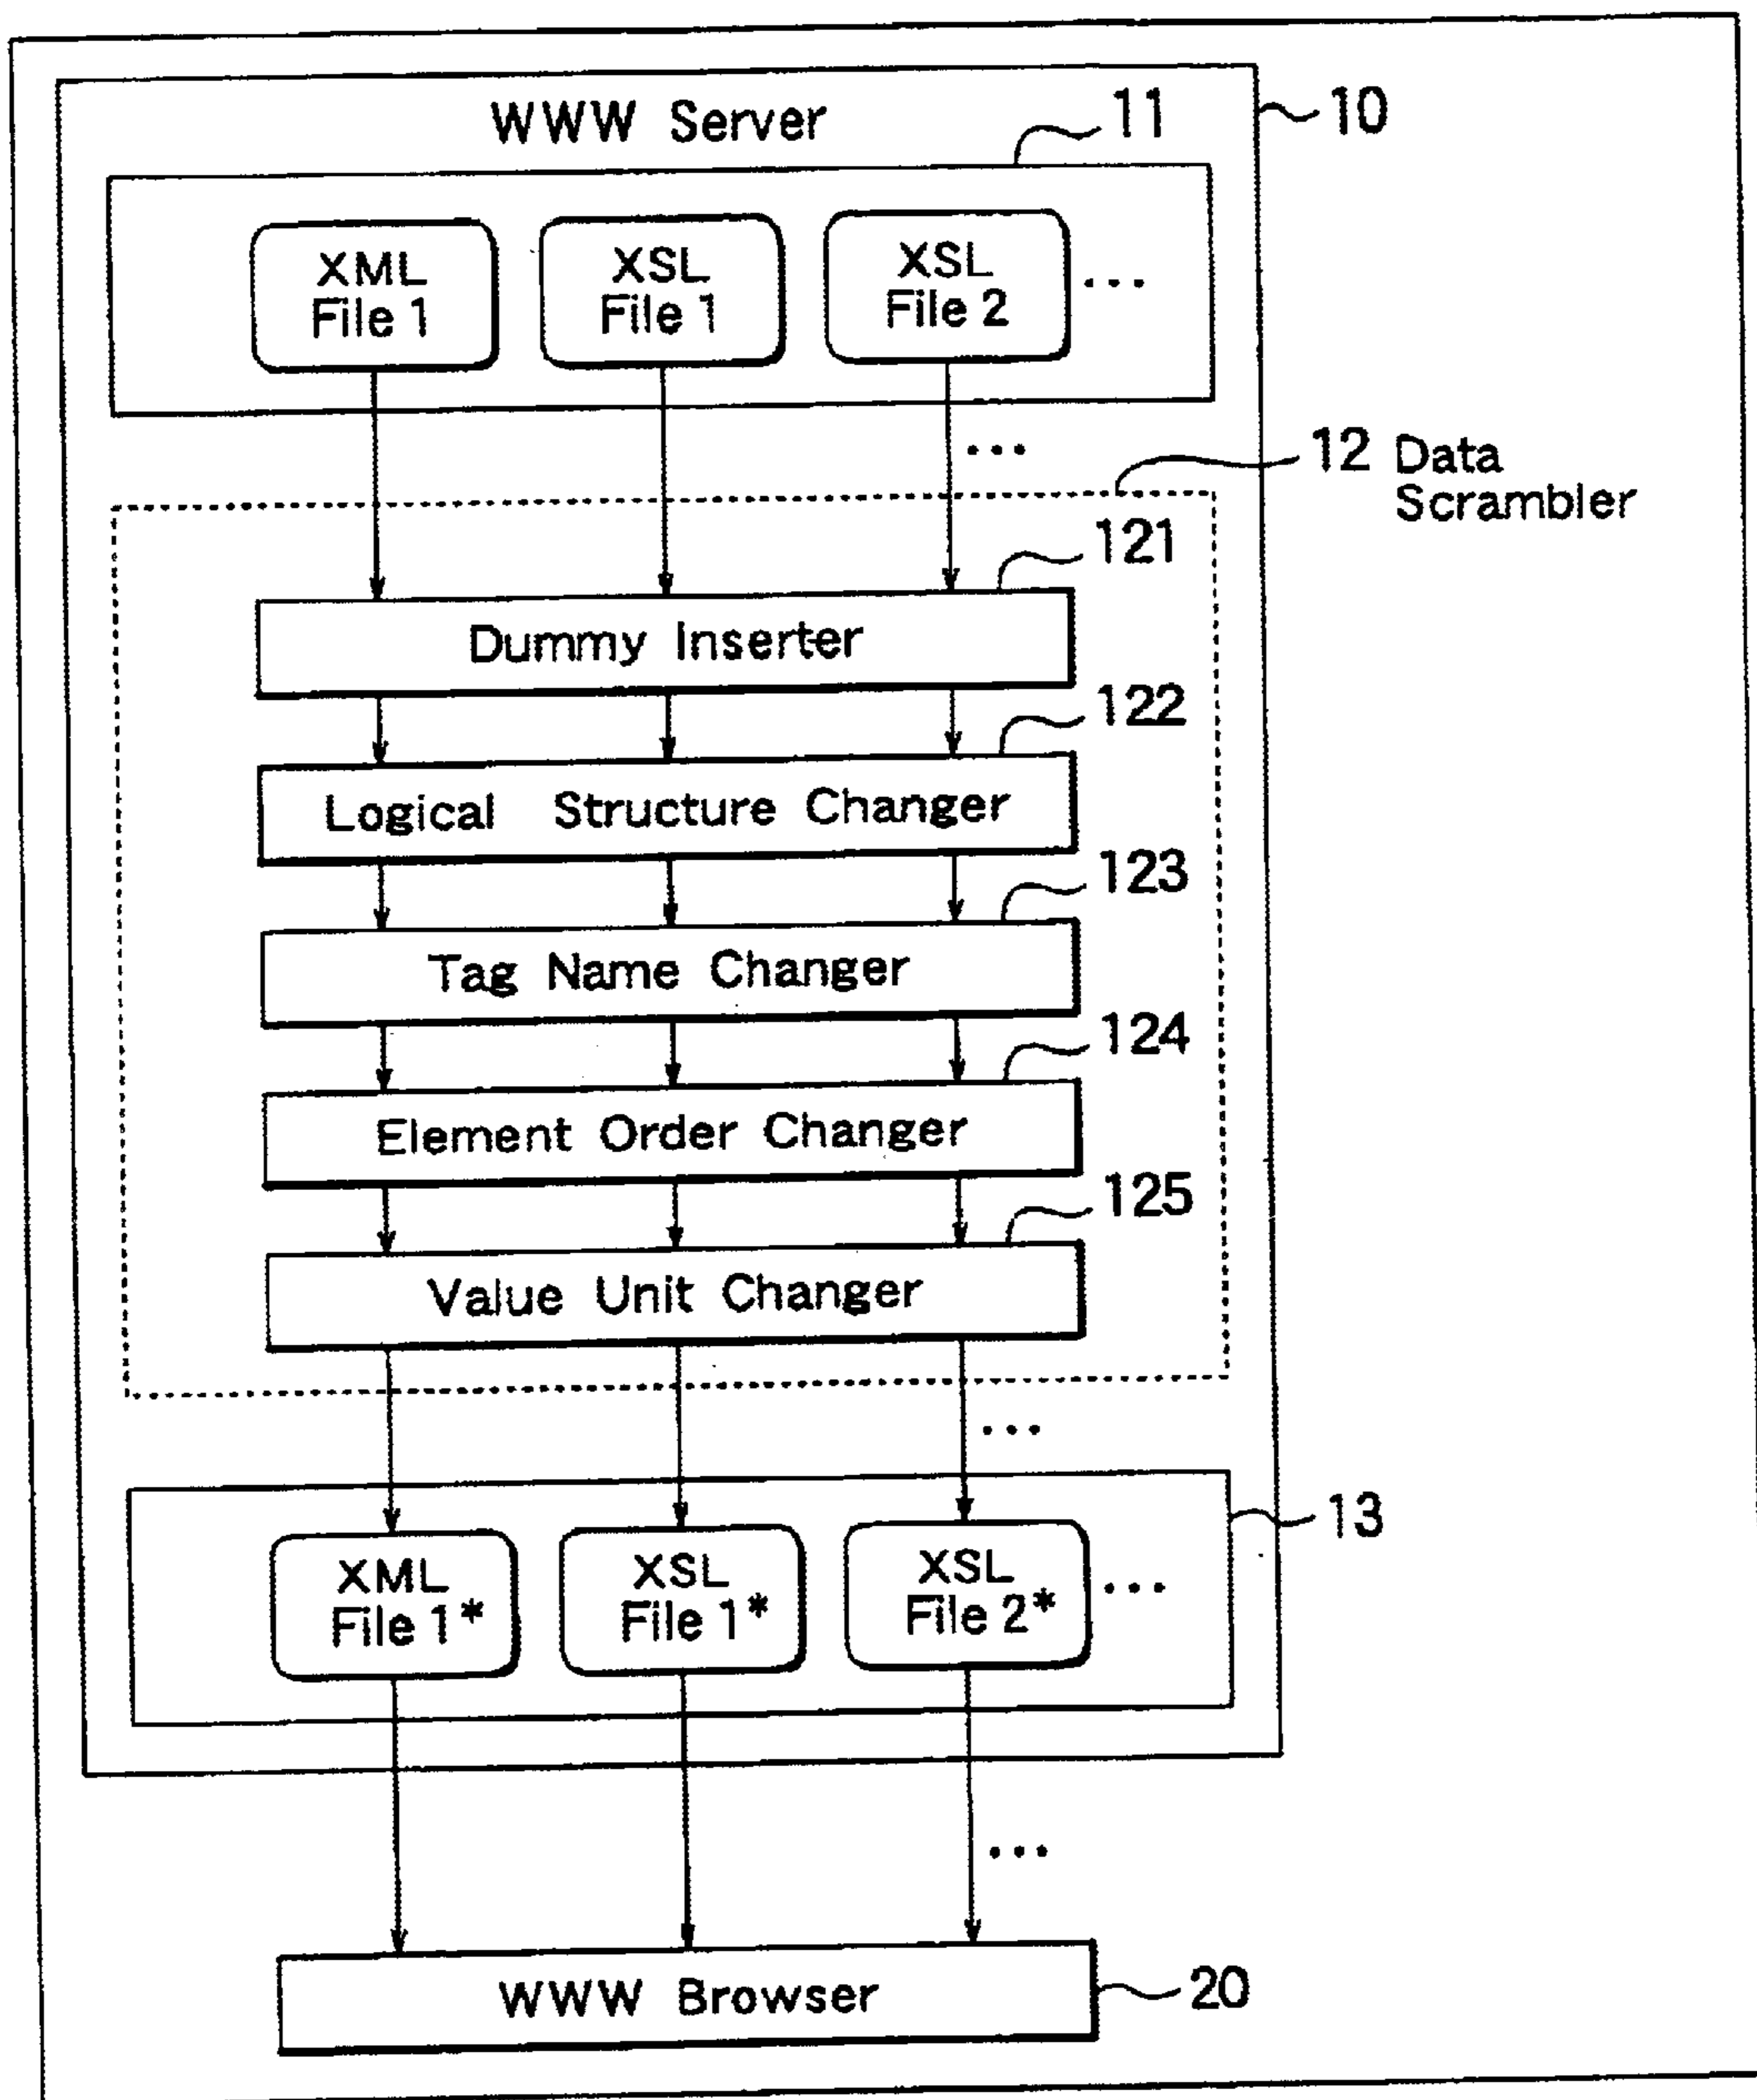 WWW Server
10
11
XML
File 1
XSL
File 1
XSL
File 2
...
...
12 Data
Scrambler
121
Dummy Inserter
122
Logical Structure Changer
123
Tag Name Changer
124
Element Order Changer
125
Value Unit Changer
...
13
XML
File 1*
XSL
File 1*
XSL
File 2*
...
...
WWW Browser
20